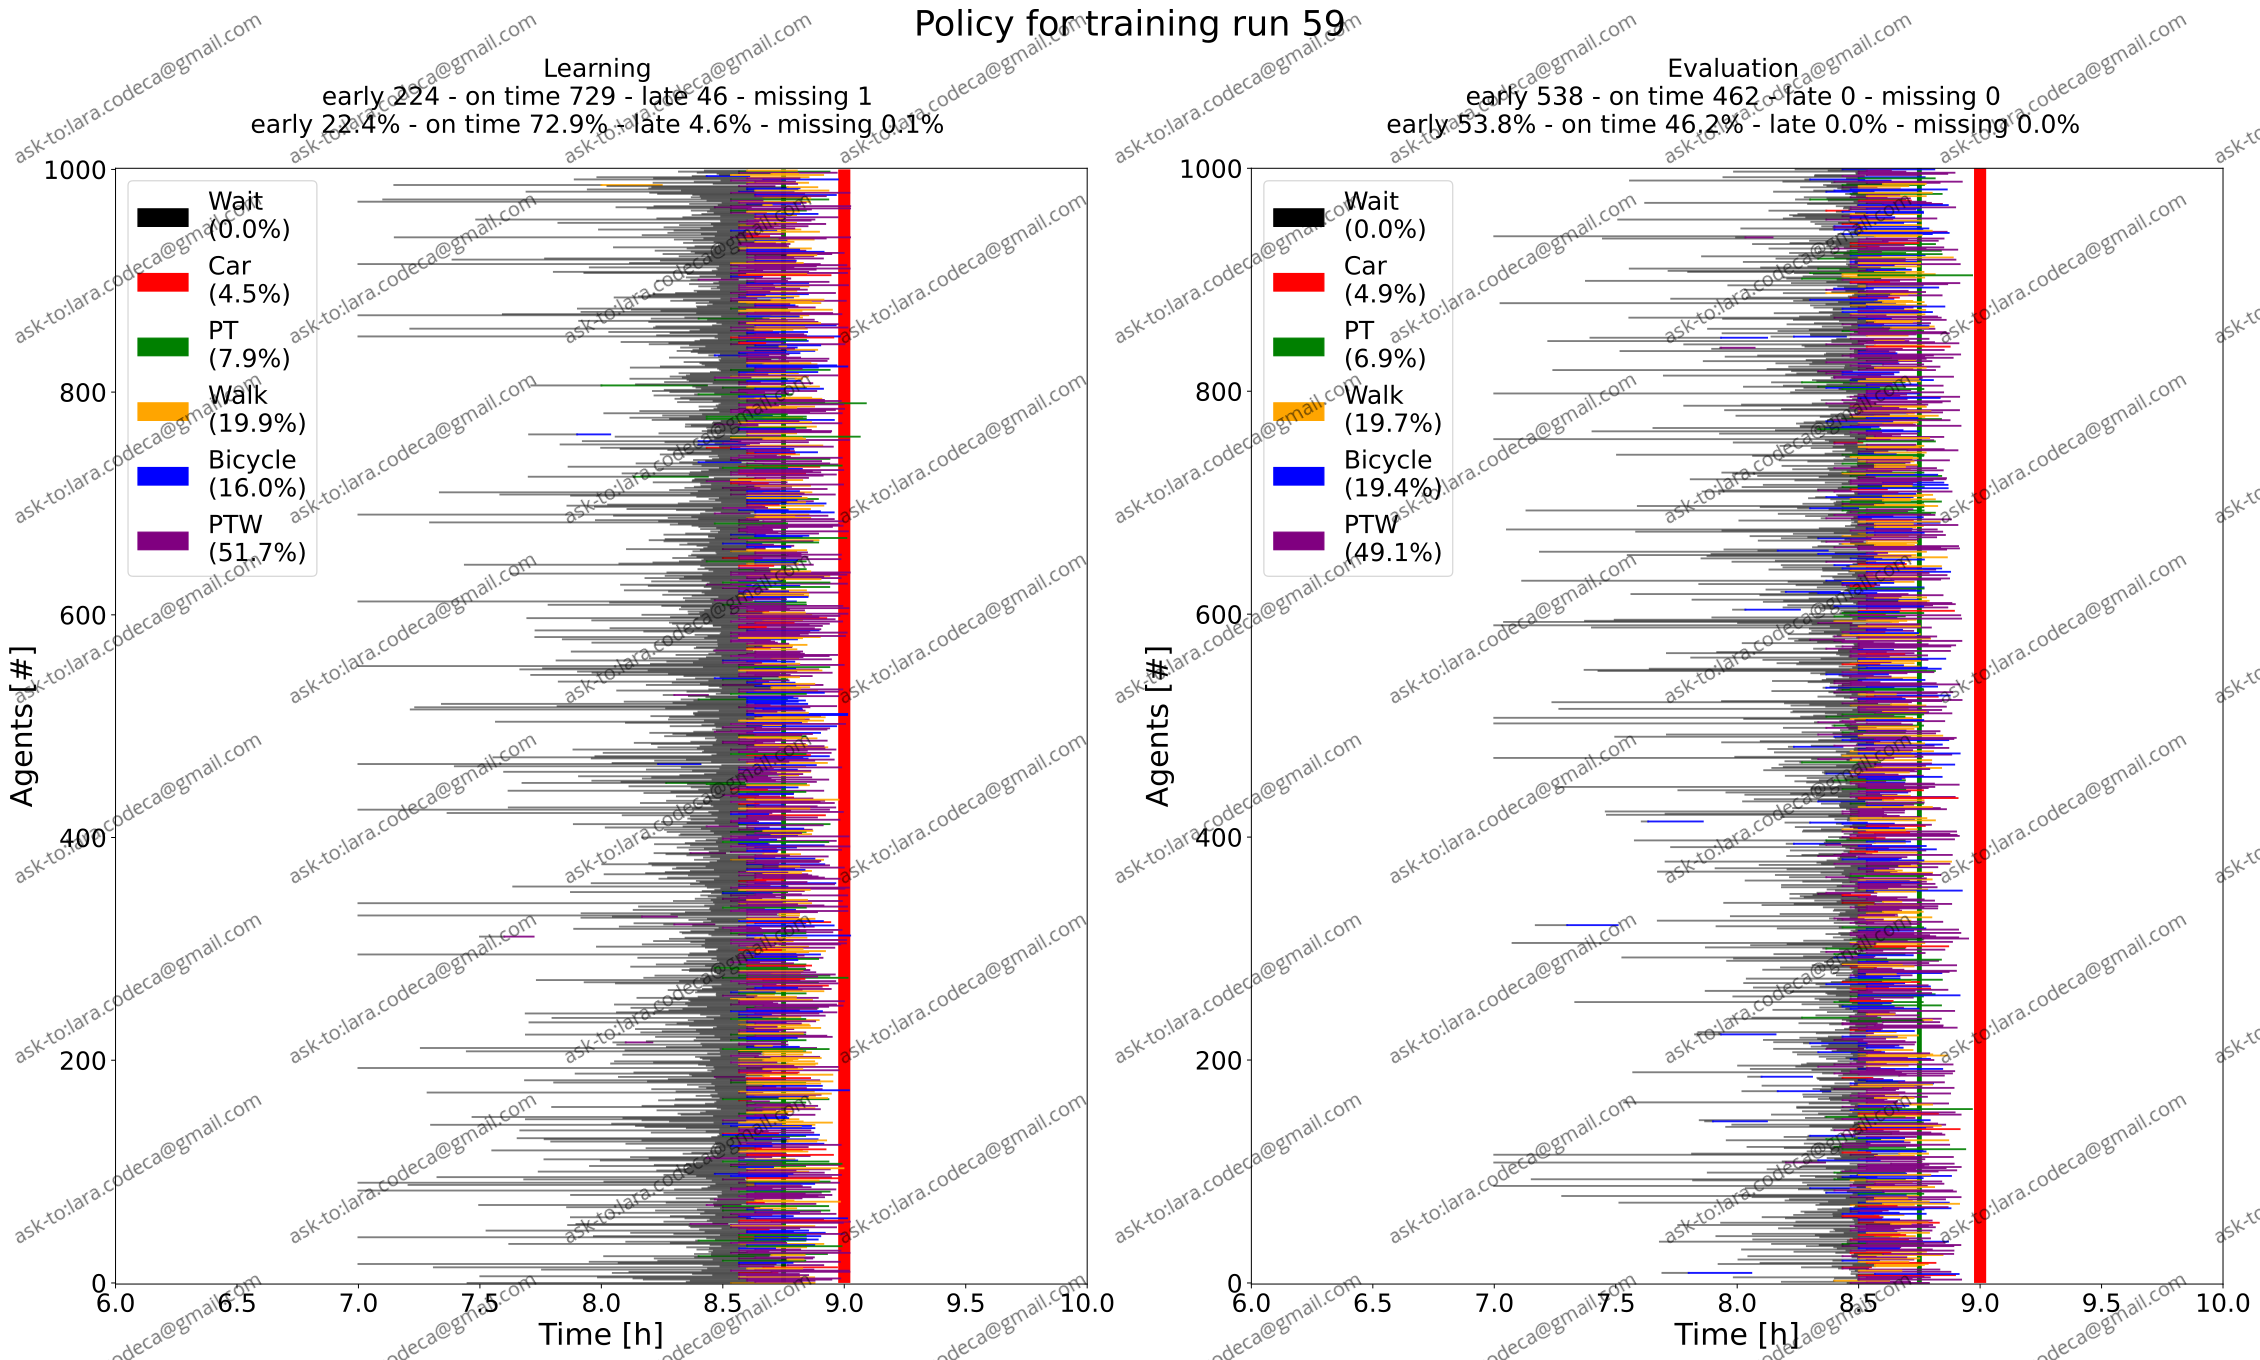 Policy for training run 59
Learning
early 224 - on time 729 - late 46 - missing 1
early 22.4% - on time 72.9% - late 4.6% - missing 0.1%
1000
800
600
400
200
0
Agents [#]
Wait
(0.0%)
Car
(4.5%)
PT
(7.9%)
Walk
(19.9%)
Bicycle
(16.0%)
PTW
(51.7%)
6.0 6.5 7.0 7.5 8.0 8.5 9.0 9.5 10.0
Time [h]
Evaluation
early 538 - on time 462 - late 0 - missing 0
early 53.8% - on time 46.2% - late 0.0% - missing 0.0%
1000
800
600
400
200
0
Agents [#]
Wait
(0.0%)
Car
(4.9%)
PT
(6.9%)
Walk
(19.7%)
Bicycle
(19.4%)
PTW
(49.1%)
6.0 6.5 7.0 7.5 8.0 8.5 9.0 9.5 10.0
Time [h]
ask-to:lara.codeca@gmail.com